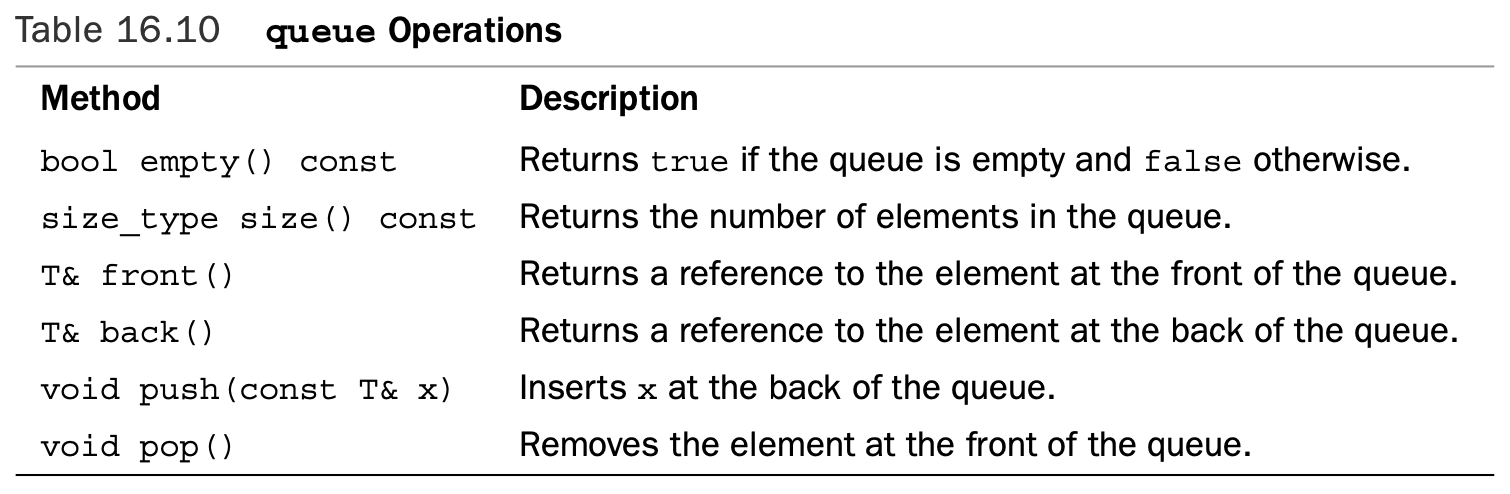 Table 16.10 queue Operations
Method Description
bool empty() const Returns true if the queue is empty and false otherwise.
size_type size() const Returns the number of elements in the queue.
T& front() Returns a reference to the element at the front of the queue.
T& back() Returns a reference to the element at the back of the queue.
void push(const T& x) Inserts x at the back of the queue.
void pop() Removes the element at the front of the queue.